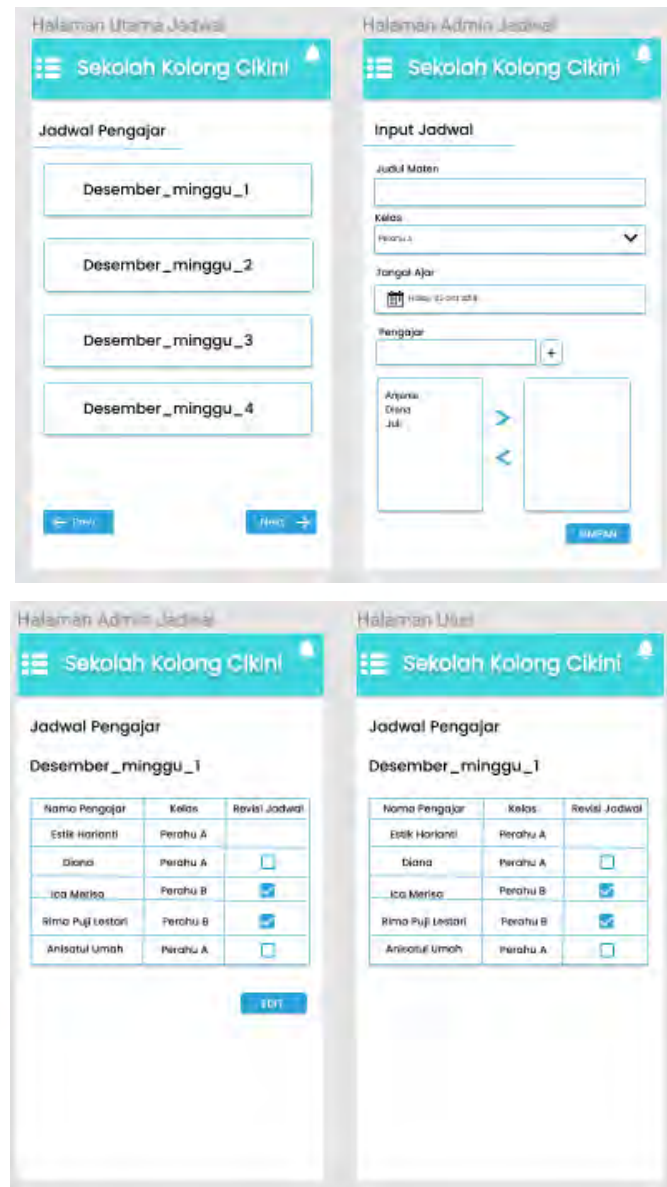 Halaman Utama Jadwal
Sekolah Kolong Cikini
Jadwal Pengajar
Desember_minggu_1
Desember_minggu_2
Desember_minggu_3
Desember_minggu_4
Prev
Next
Halaman Admin Jadwal
Sekolah Kolong Cikini
Input Jadwal
Judul Materi
Kelas
Perahu A
Tangal Ajar
Pengajar
+
Anjanie
Diana
Juli
>
<
SIMPAN
Halaman Admin Jadwal
Sekolah Kolong Cikini
Jadwal Pengajar
Desember_minggu_1
Nama Pengajar Kelas Revisi Jadwal
Estik Harianti Perahu A
Diana Perahu A
Ica Merisa Perahu B
Rima Puji Lestari Perahu B
Anisatul Umah Perahu A
EDIT
Halaman User
Sekolah Kolong Cikini
Jadwal Pengajar
Desember_minggu_1
Nama Pengajar Kelas Revisi Jadwal
Estik Harianti Perahu A
Diana Perahu A
Ica Merisa Perahu B
Rima Puji Lestari Perahu B
Anisatul Umah Perahu A